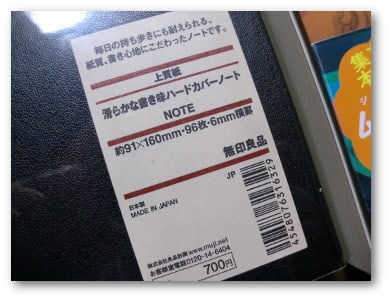 毎日の持ち歩きにも耐えられる、
紙質、書き心地にこだわったノートです。
上質紙
滑らかな書き味ハードカバーノート
NOTE
約91×160mm・96枚・6mm横罫
無印良品
日本製
MADE IN JAPAN
JP
4548076316329
株式会社良品計画 www.muji.net
お客様室電話0120-14-6404
700円
集
本